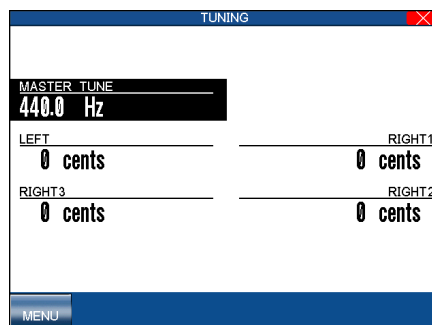 TUNING
MASTER TUNE
440.0 Hz
LEFT RIGHT1
0 cents 0 cents
RIGHT3 RIGHT2
0 cents 0 cents
MENU